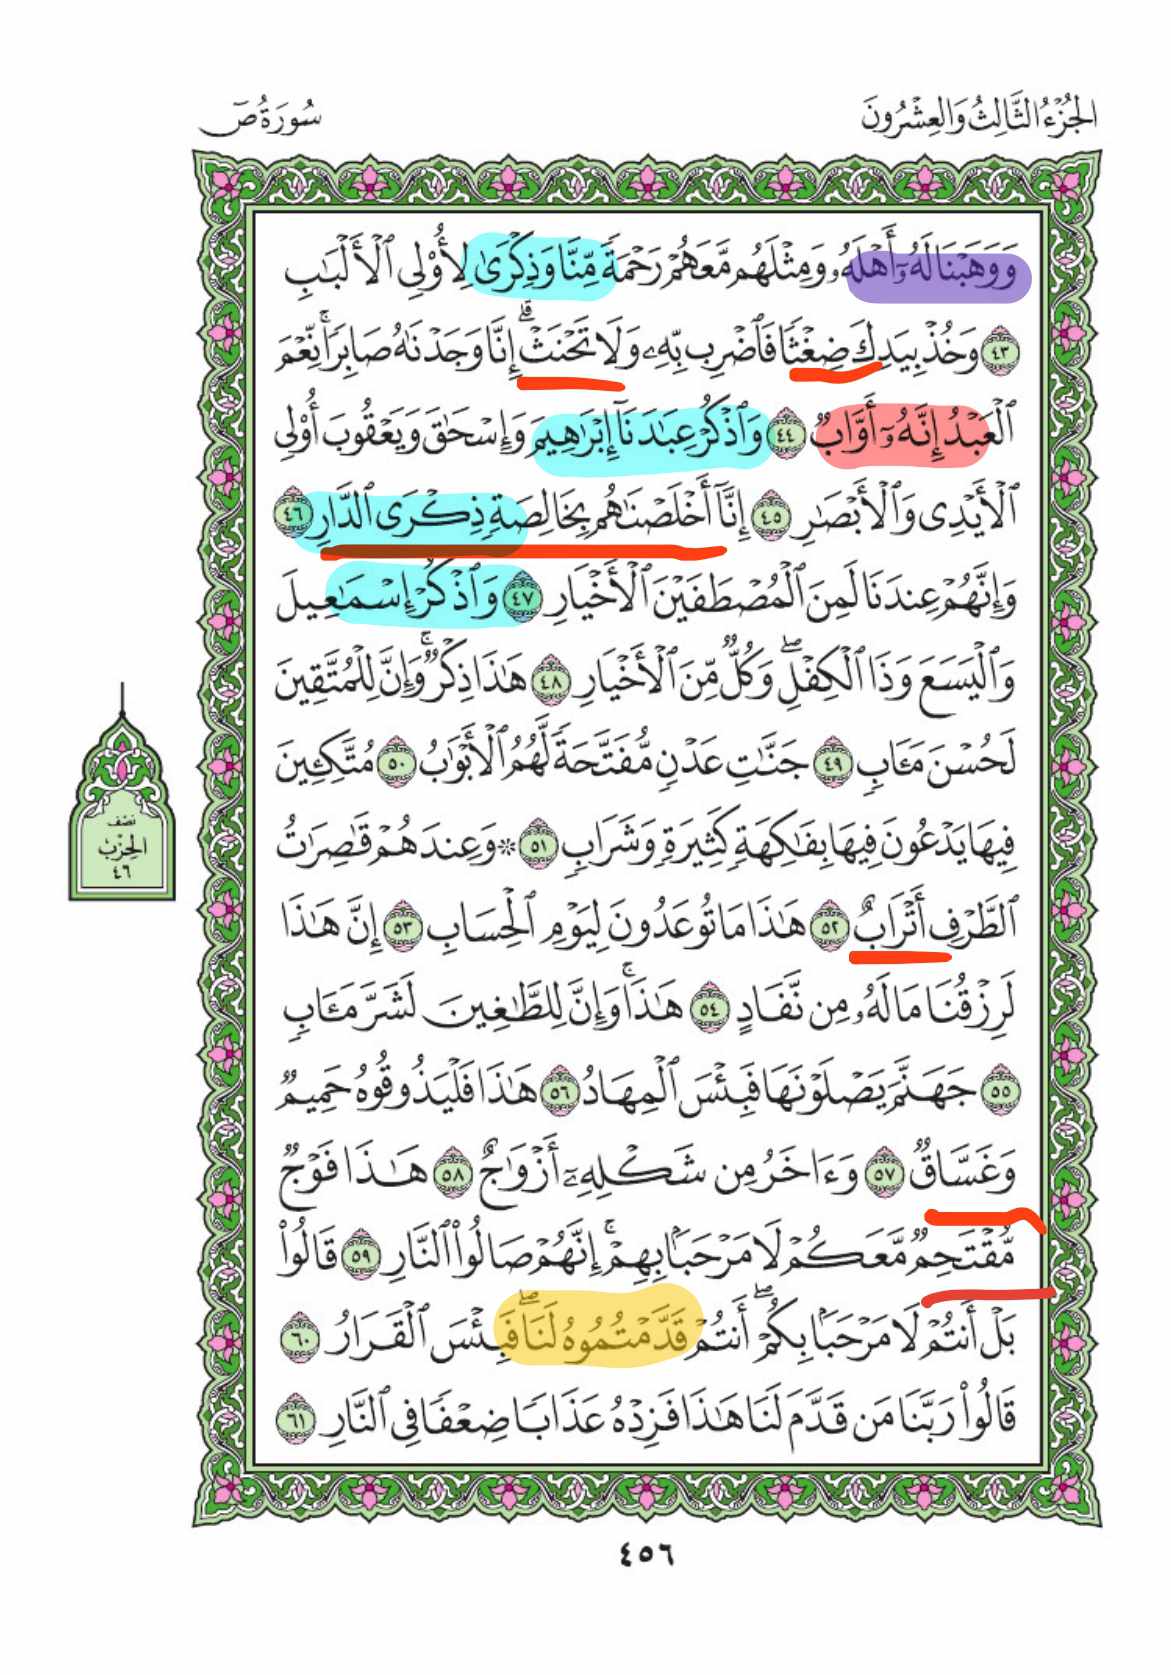 الجُزْءُ الثَّالِثُ وَالعِشْرُونَ
سُورَةُ صٓ
وَوَهَبْنَا لَهُۥٓ أَهْلَهُۥ وَمِثْلَهُم مَّعَهُمْ رَحْمَةً مِّنَّا وَذِكْرَىٰ لِأُوْلِى ٱلْأَلْبَٰبِ
٤٣ وَخُذْ بِيَدِكَ ضِغْثًا فَٱضْرِب بِّهِۦ وَلَا تَحْنَثْ ۗ إِنَّا وَجَدْنَٰهُ صَابِرًا ۚ نِّعْمَ
ٱلْعَبْدُ إِنَّهُۥٓ أَوَّابٌ ٤٤ وَٱذْكُرْ عِبَٰدَنَآ إِبْرَٰهِيمَ وَإِسْحَٰقَ وَيَعْقُوبَ أُوْلِى
ٱلْأَيْدِى وَٱلْأَبْصَٰرِ ٤٥ إِنَّآ أَخْلَصْنَٰهُم بِخَالِصَةٍ ذِكْرَى ٱلدَّارِ ٤٦
وَإِنَّهُمْ عِندَنَا لَمِنَ ٱلْمُصْطَفَيْنَ ٱلْأَخْيَارِ ٤٧ وَٱذْكُرْ إِسْمَٰعِيلَ
وَٱلْيَسَعَ وَذَا ٱلْكِفْلِ ۖ وَكُلٌّ مِّنَ ٱلْأَخْيَارِ ٤٨ هَٰذَا ذِكْرٌ ۚ وَإِنَّ لِلْمُتَّقِينَ
لَحُسْنَ مَـَٔابٍ ٤٩ جَنَّٰتِ عَدْنٍ مُّفَتَّحَةً لَّهُمُ ٱلْأَبْوَٰبُ ٥٠ مُتَّكِـِٔينَ
فِيهَا يَدْعُونَ فِيهَا بِفَٰكِهَةٍ كَثِيرَةٍ وَشَرَابٍ ٥١ ۞ وَعِندَهُمْ قَٰصِرَٰتُ
ٱلطَّرْفِ أَتْرَابٌ ٥٢ هَٰذَا مَا تُوعَدُونَ لِيَوْمِ ٱلْحِسَابِ ٥٣ إِنَّ هَٰذَا
لَرِزْقُنَا مَا لَهُۥ مِن نَّفَادٍ ٥٤ هَٰذَا ۚ وَإِنَّ لِلطَّٰغِينَ لَشَرَّ مَـَٔابٍ
٥٥ جَهَنَّمَ يَصْلَوْنَهَا فَبِئْسَ ٱلْمِهَادُ ٥٦ هَٰذَا فَلْيَذُوقُوهُ حَمِيمٌ
وَغَسَّاقٌ ٥٧ وَءَاخَرُ مِن شَكْلِهِۦٓ أَزْوَٰجٌ ٥٨ هَٰذَا فَوْجٌ
مُّقْتَحِمٌ مَّعَكُمْ لَا مَرْحَبًۢا بِهِمْ ۚ إِنَّهُمْ صَالُوا۟ ٱلنَّارِ ٥٩ قَالُوا۟
بَلْ أَنتُمْ لَا مَرْحَبًۢا بِكُمْ ۖ أَنتُمْ قَدَّمْتُمُوهُ لَنَا ۖ فَبِئْسَ ٱلْقَرَارُ ٦٠
قَالُوا۟ رَبَّنَا مَن قَدَّمَ لَنَا هَٰذَا فَزِدْهُ عَذَابًا ضِعْفًا فِى ٱلنَّارِ ٦١
نصْف
الحِزْب
٤٦
٤٥٦